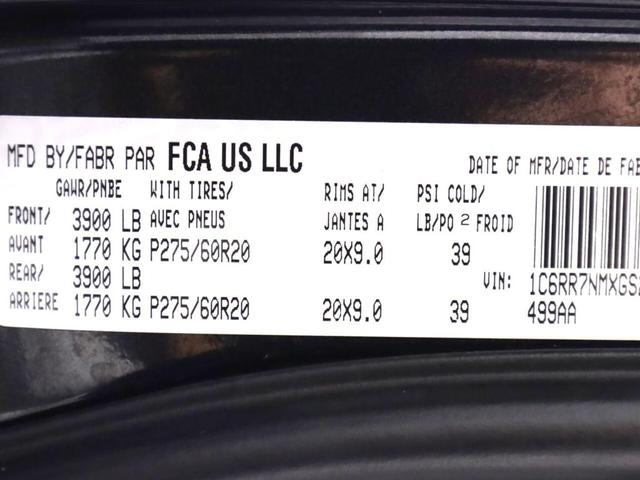 MFD BY/FABR PAR FCA US LLC DATE OF MFR/DATE DE FAB
GAWR/PNBE WITH TIRES/ RIMS AT/ PSI COLD/
FRONT/ 3900 LB AVEC PNEUS JANTES A LB/PO 2 FROID
AVANT 1770 KG P275/60R20 20X9.0 39
REAR/ 3900 LB VIN: 1C6RR7NMXGS
ARRIERE 1770 KG P275/60R20 20X9.0 39 499AA